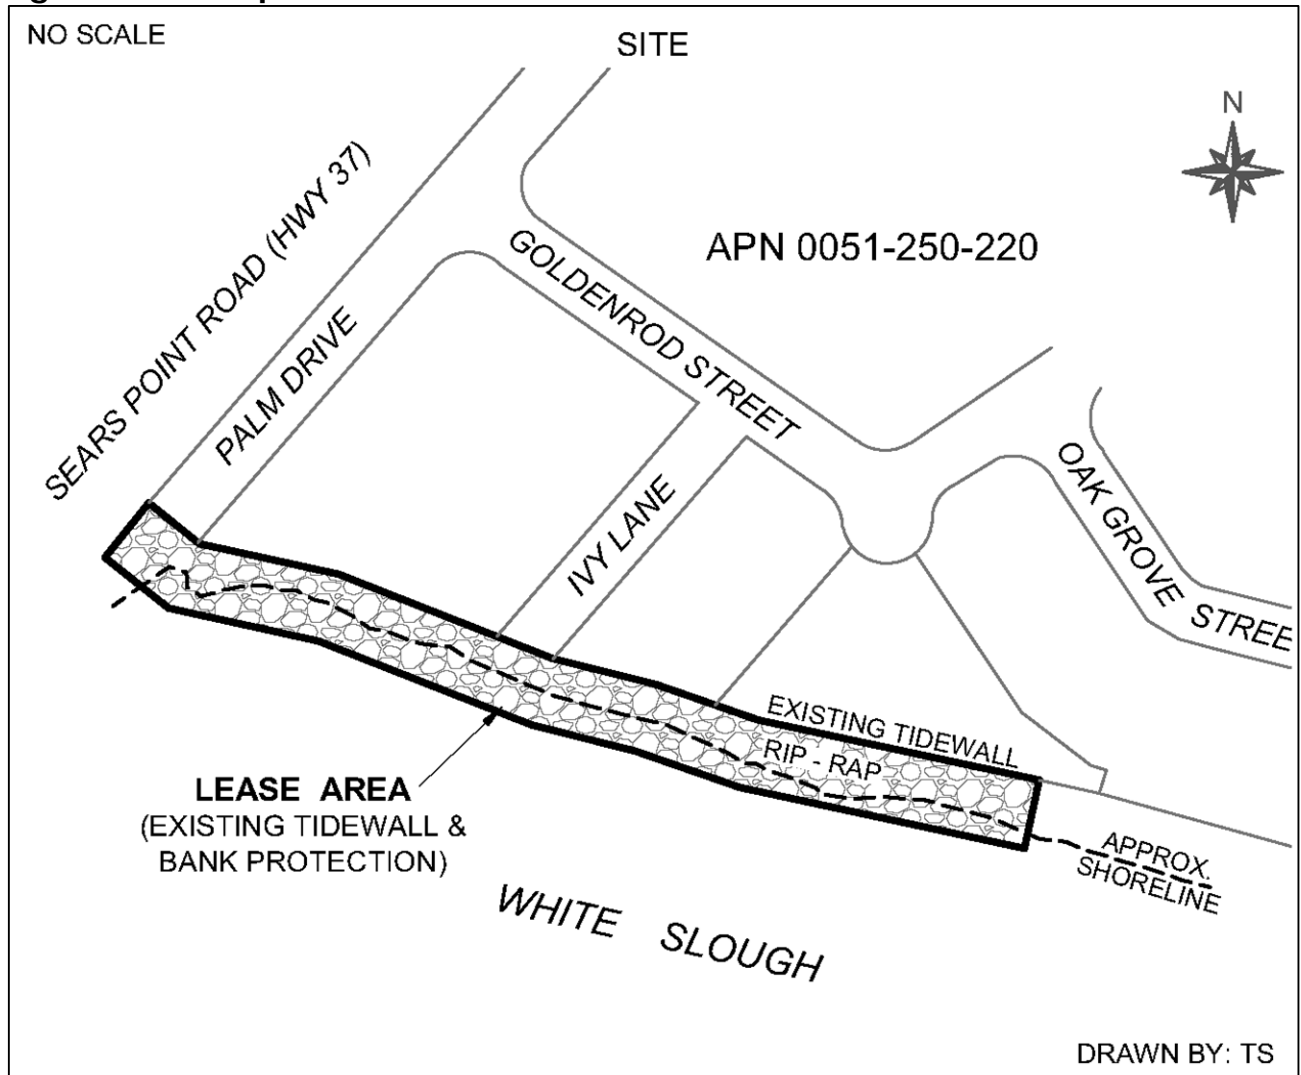 NO SCALE
SITE
N
SEARS POINT ROAD (HWY 37)
PALM DRIVE
GOLDENROD STREET
APN 0051-250-220
IVY LANE
OAK GROVE STREE
EXISTING TIDEWALL
RIP - RAP
LEASE AREA
(EXISTING TIDEWALL &
BANK PROTECTION)
APPROX.
SHORELINE
WHITE SLOUGH
DRAWN BY: TS